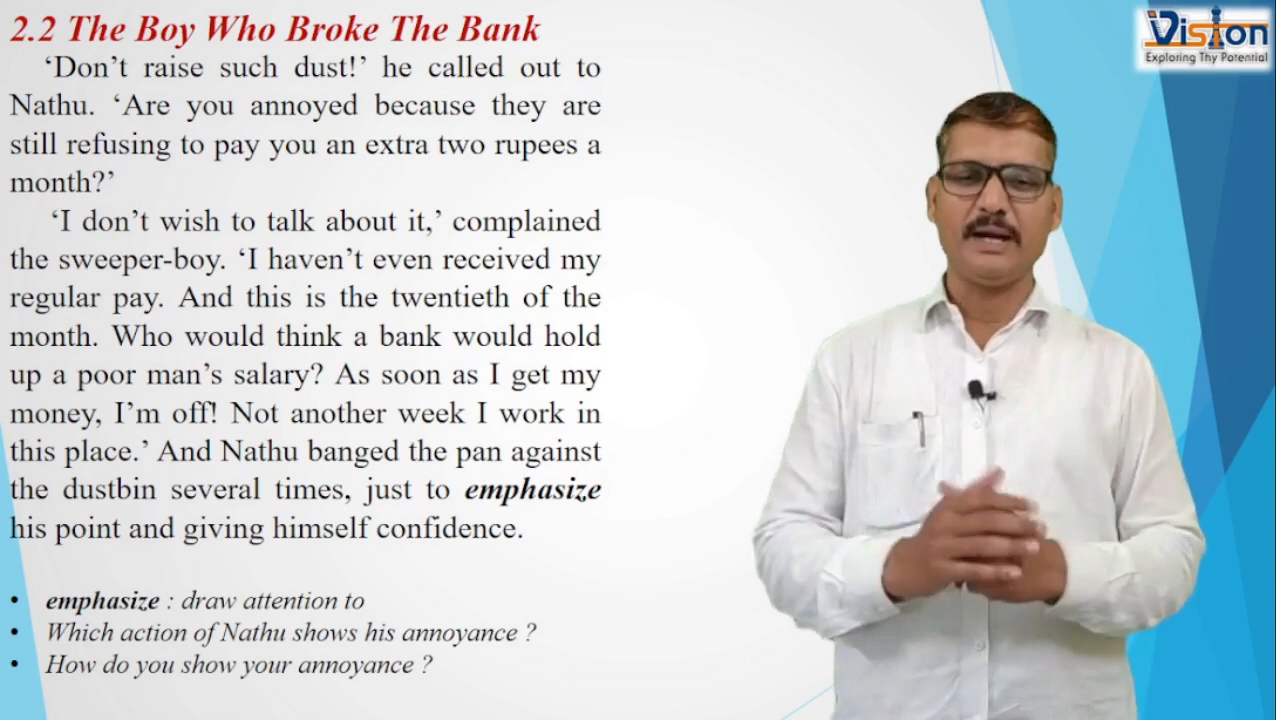 2.2 The Boy Who Broke The Bank
‘Don’t raise such dust!’ he called out to
Nathu. ‘Are you annoyed because they are
still refusing to pay you an extra two rupees a
month?’
‘I don’t wish to talk about it,’ complained
the sweeper-boy. ‘I haven’t even received my
regular pay. And this is the twentieth of the
month. Who would think a bank would hold
up a poor man’s salary? As soon as I get my
money, I’m off! Not another week I work in
this place.’ And Nathu banged the pan against
the dustbin several times, just to emphasize
his point and giving himself confidence.
• emphasize : draw attention to
• Which action of Nathu shows his annoyance ?
• How do you show your annoyance ?
Vision
Exploring Thy Potential